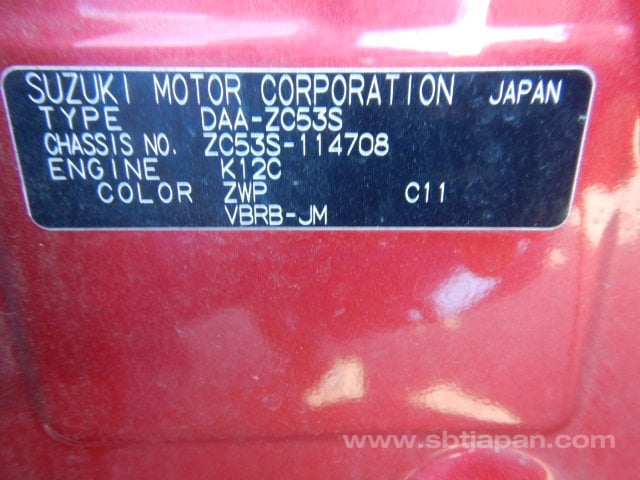 SUZUKI MOTOR CORPORATION JAPAN
TYPE DAA-ZC53S
CHASSIS NO. ZC53S-114708
ENGINE K12C
COLOR ZWP C11
VBRB-JM
www.sbtjapan.com